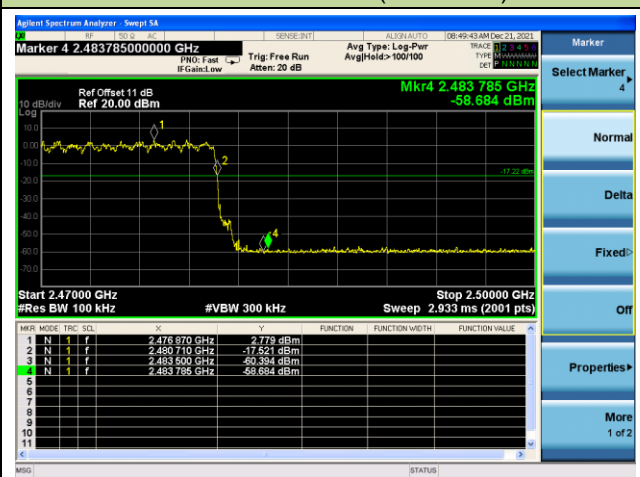 Agilent Spectrum Analyzer - Swept SA
RF 50 Ω AC SENSE:INT ALIGN AUTO 08:49:43 AM Dec 21, 2021
Marker 4 2.483785000000 GHz
PNO: Fast
IFGain:Low
Trig: Free Run
Atten: 20 dB
Avg Type: Log-Pwr
Avg|Hold:> 100/100
TRACE 1 2 3 4 5 6
TYPE
DET P N N N N N
Ref Offset 11 dB
10 dB/div Ref 20.00 dBm
Log
Mkr4 2.483 785 GHz
-58.684 dBm
10.0
0.00
-10.0
-20.0
-30.0
-40.0
-50.0
-60.0
-70.0
1
2
4
-17.22 dBm
Start 2.47000 GHz Stop 2.50000 GHz
#Res BW 100 kHz #VBW 300 kHz Sweep 2.933 ms (2001 pts)
MKR MODE TRC SCL X Y FUNCTION FUNCTION WIDTH FUNCTION VALUE
1 N 1 f 2.476 870 GHz 2.779 dBm
2 N 1 f 2.480 710 GHz -17.521 dBm
3 N 1 f 2.483 500 GHz -60.394 dBm
4 N 1 f 2.483 785 GHz -58.684 dBm
5
6
7
8
9
10
11
MSG STATUS
Marker
Select Marker
4
Normal
Delta
Fixed
Off
Properties
More
1 of 2